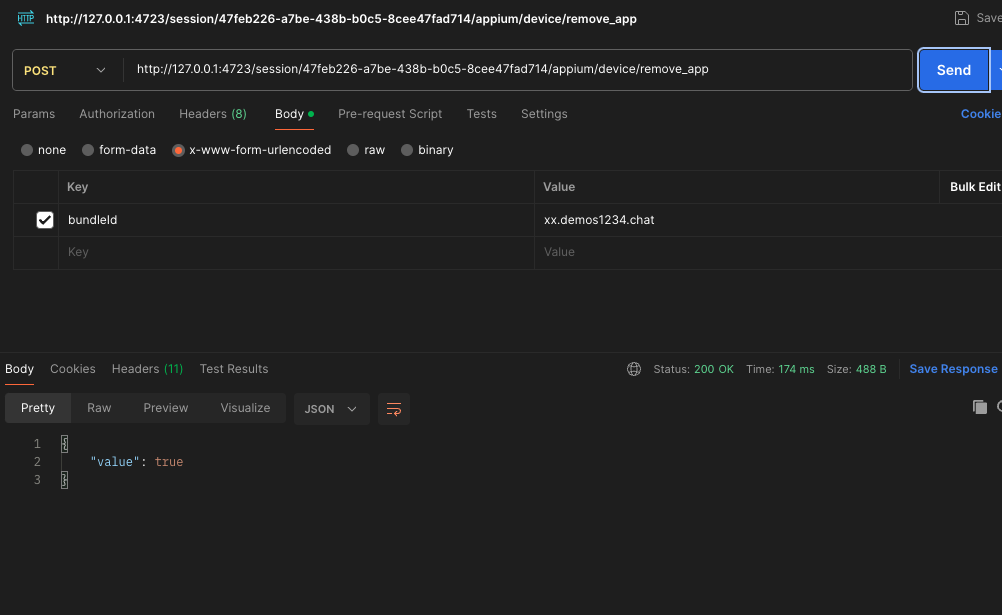 HTTP http://127.0.0.1:4723/session/47feb226-a7be-438b-b0c5-8cee47fad714/appium/device/remove_app Save
POST http://127.0.0.1:4723/session/47feb226-a7be-438b-b0c5-8cee47fad714/appium/device/remove_app Send
Params Authorization Headers (8) Body Pre-request Script Tests Settings Cookie
none form-data x-www-form-urlencoded raw binary
Key Value Bulk Edit
bundleId xx.demos1234.chat
Key Value
Body Cookies Headers (11) Test Results Status: 200 OK Time: 174 ms Size: 488 B Save Response
Pretty Raw Preview Visualize JSON
1 {
2 "value": true
3 }